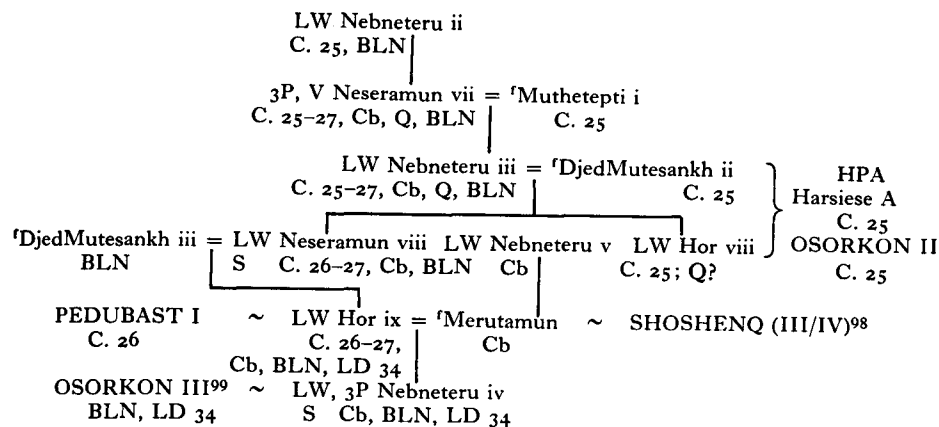 LW Nebneteru ii
C. 25, BLN
3P, V Neseramun vii = ᶠMuthetepti i
C. 25–27, Cb, Q, BLN C. 25
LW Nebneteru iii = ᶠDjedMutesankh ii
C. 25–27, Cb, Q, BLN C. 25
HPA
Harsiese A
C. 25
ᶠDjedMutesankh iii = LW Neseramun viii LW Nebneteru v LW Hor viii OSORKON II
BLN S C. 26–27, Cb, BLN Cb C. 25; Q? C. 25
PEDUBAST I ~ LW Hor ix = ᶠMerutamun ~ SHOSHENQ (III/IV)⁹⁸
C. 26 C. 26–27, Cb
Cb, BLN, LD 34
OSORKON III⁹⁹ ~ LW, 3P Nebneteru iv
BLN, LD 34 S Cb, BLN, LD 34